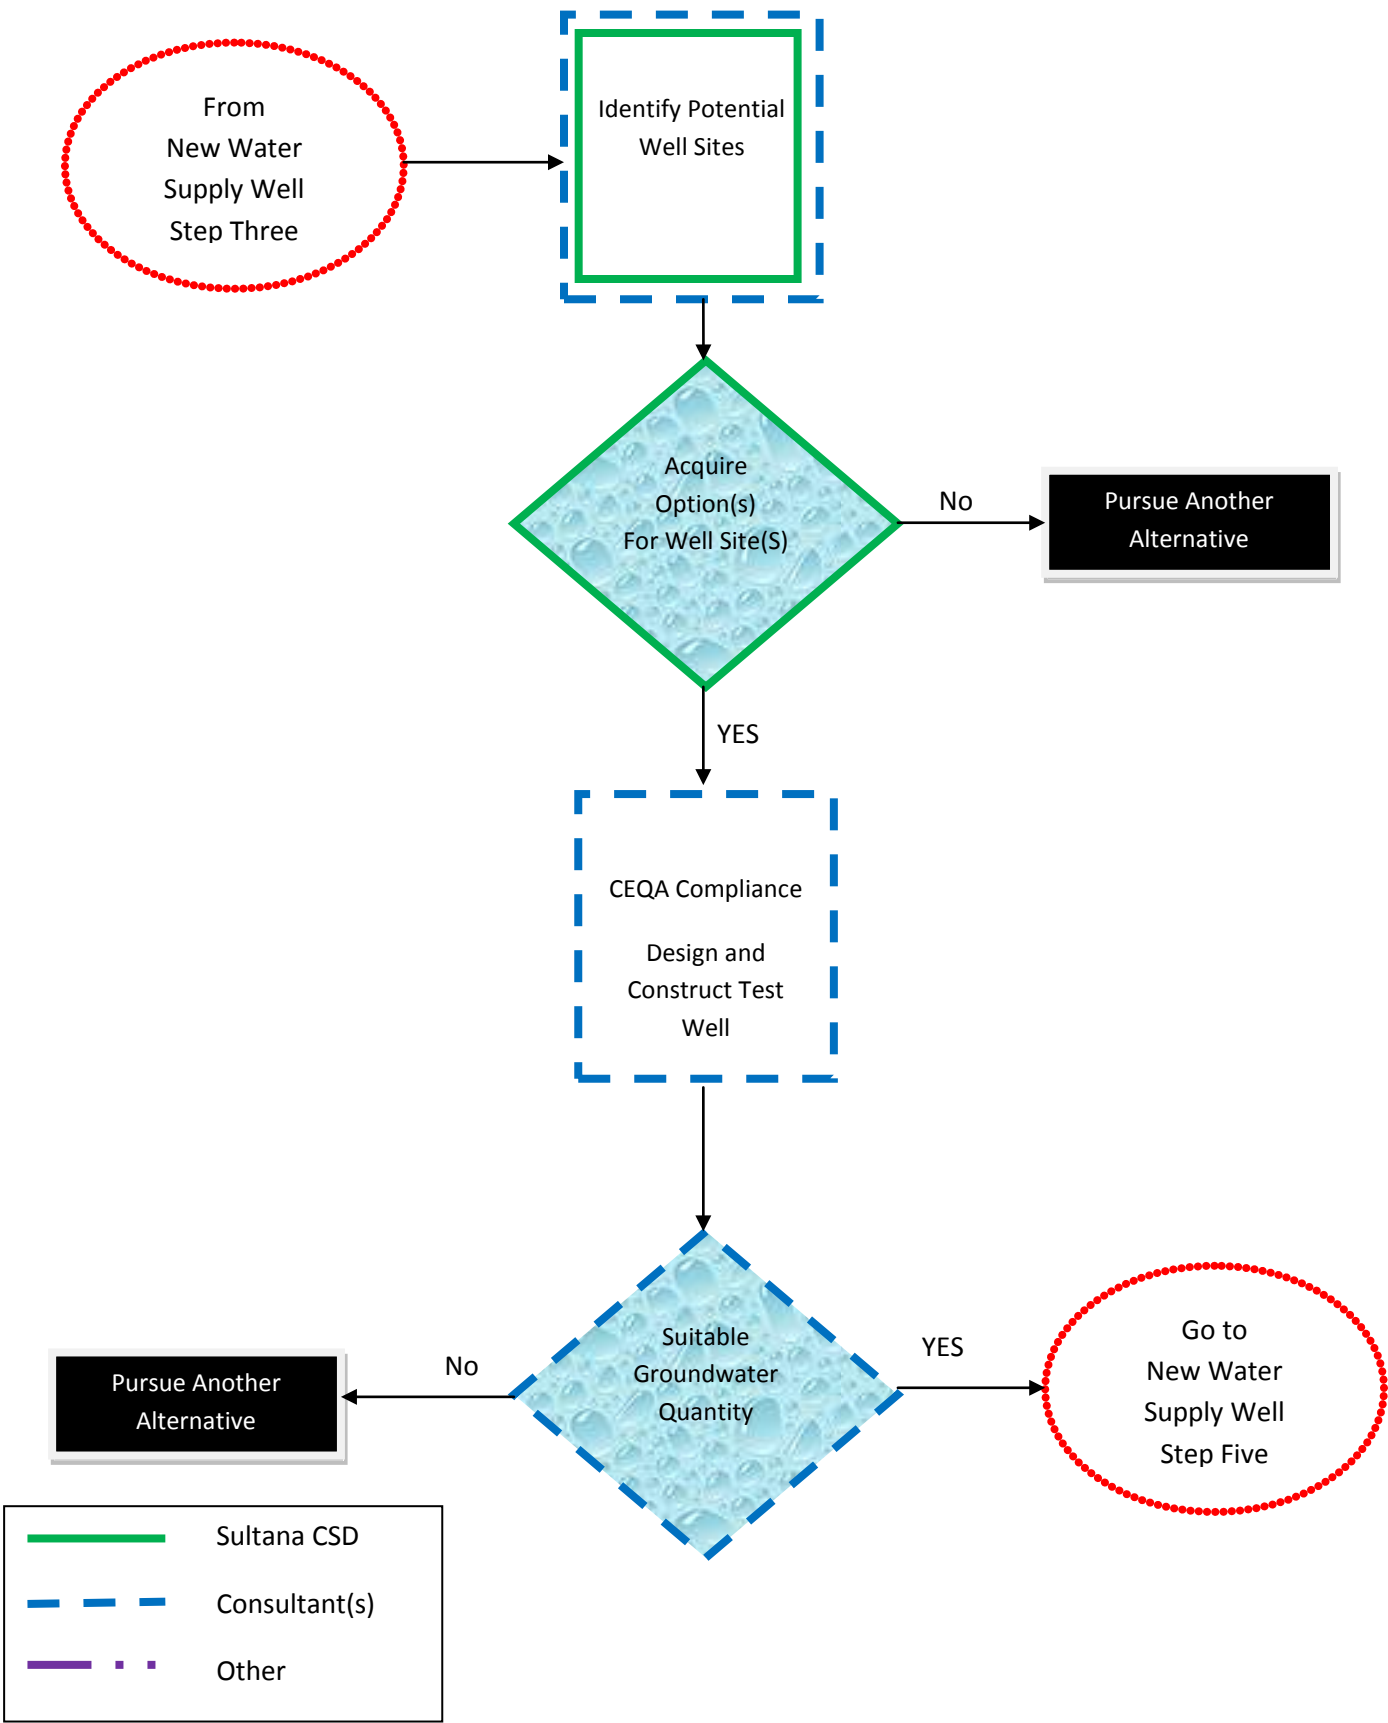 From
New Water
Supply Well
Step Three
Identify Potential
Well Sites
Acquire
Option(s)
For Well Site(S)
No
Pursue Another
Alternative
YES
CEQA Compliance
Design and
Construct Test
Well
Suitable
Groundwater
Quantity
No
Pursue Another
Alternative
YES
Go to
New Water
Supply Well
Step Five
Sultana CSD
Consultant(s)
Other